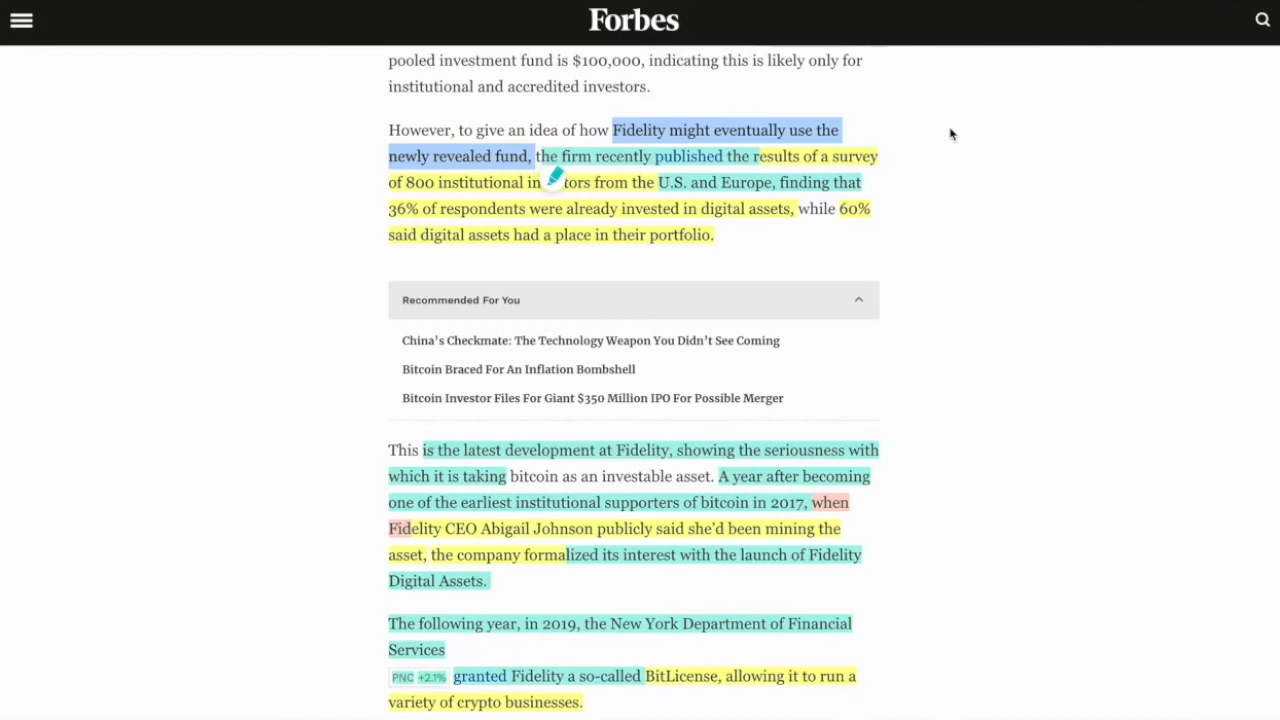 Forbes
pooled investment fund is $100,000, indicating this is likely only for
institutional and accredited investors.
However, to give an idea of how Fidelity might eventually use the
newly revealed fund, the firm recently published the results of a survey
of 800 institutional in tors from the U.S. and Europe, finding that
36% of respondents were already invested in digital assets, while 60%
said digital assets had a place in their portfolio.
Recommended For You
China's Checkmate: The Technology Weapon You Didn't See Coming
Bitcoin Braced For An Inflation Bombshell
Bitcoin Investor Files For Giant $350 Million IPO For Possible Merger
This is the latest development at Fidelity, showing the seriousness with
which it is taking bitcoin as an investable asset. A year after becoming
one of the earliest institutional supporters of bitcoin in 2017, when
Fidelity CEO Abigail Johnson publicly said she'd been mining the
asset, the company formalized its interest with the launch of Fidelity
Digital Assets.
The following year, in 2019, the New York Department of Financial
Services
PNC +2.1% granted Fidelity a so-called BitLicense, allowing it to run a
variety of crypto businesses.